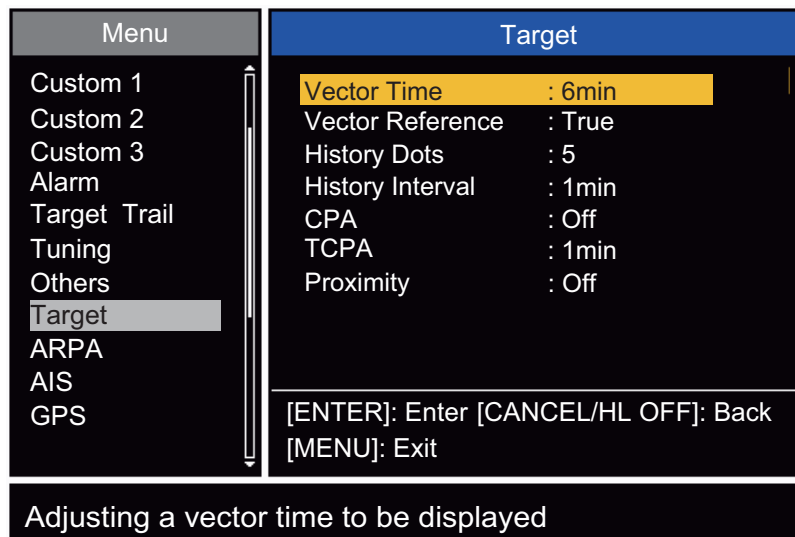 Menu
Custom 1
Custom 2
Custom 3
Alarm
Target Trail
Tuning
Others
Target
ARPA
AIS
GPS
Target
Vector Time : 6min
Vector Reference : True
History Dots : 5
History Interval : 1min
CPA : Off
TCPA : 1min
Proximity : Off
[ENTER]: Enter [CANCEL/HL OFF]: Back
[MENU]: Exit
Adjusting a vector time to be displayed